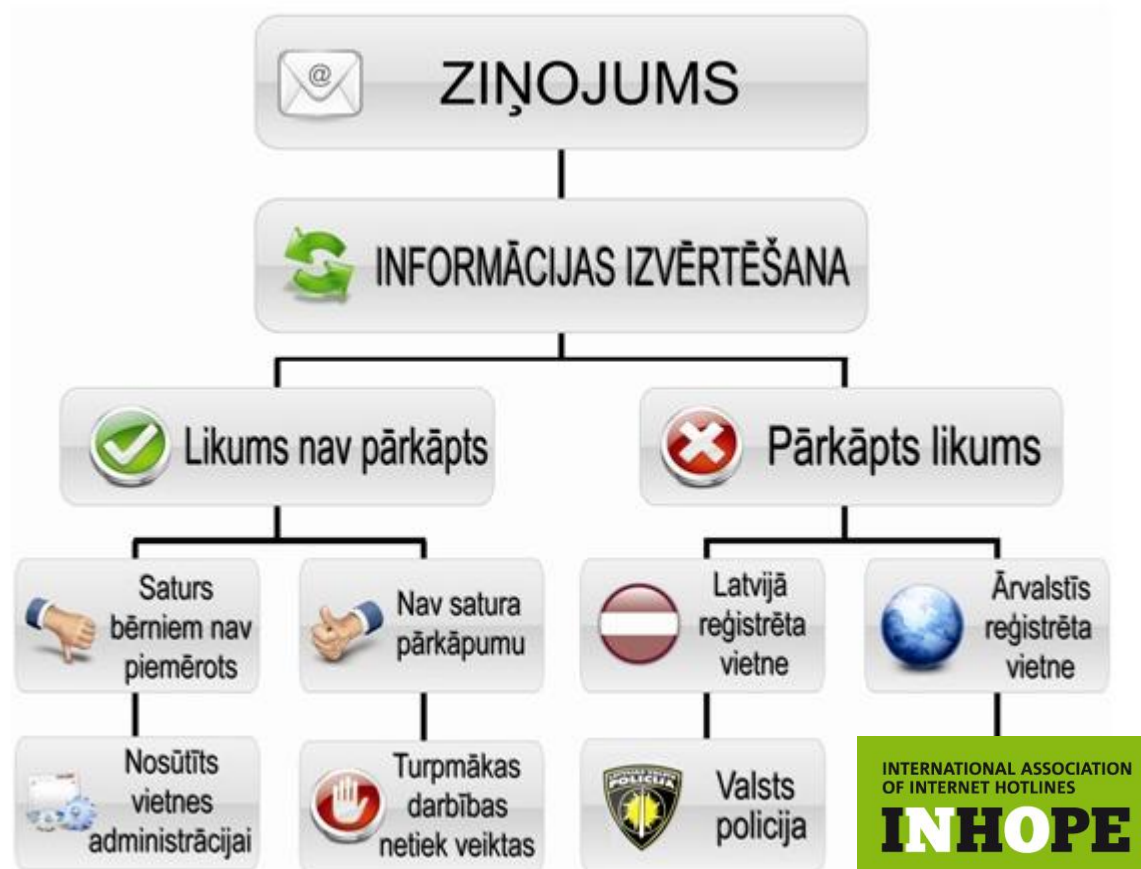 @
ZIŅOJUMS
INFORMĀCIJAS IZVĒRTĒŠANA
Likums nav pārkāpts
Pārkāpts likums
Saturs
bērniem nav
piemērots
Nav satura
pārkāpumu
Latvijā
reģistrēta
vietne
Ārvalstīs
reģistrēta
vietne
Nosūtīts
vietnes
administrācijai
Turpmākas
darbības
netiek veiktas
POLICIJA
Valsts
policija
INTERNATIONAL ASSOCIATION
OF INTERNET HOTLINES
INHOPE